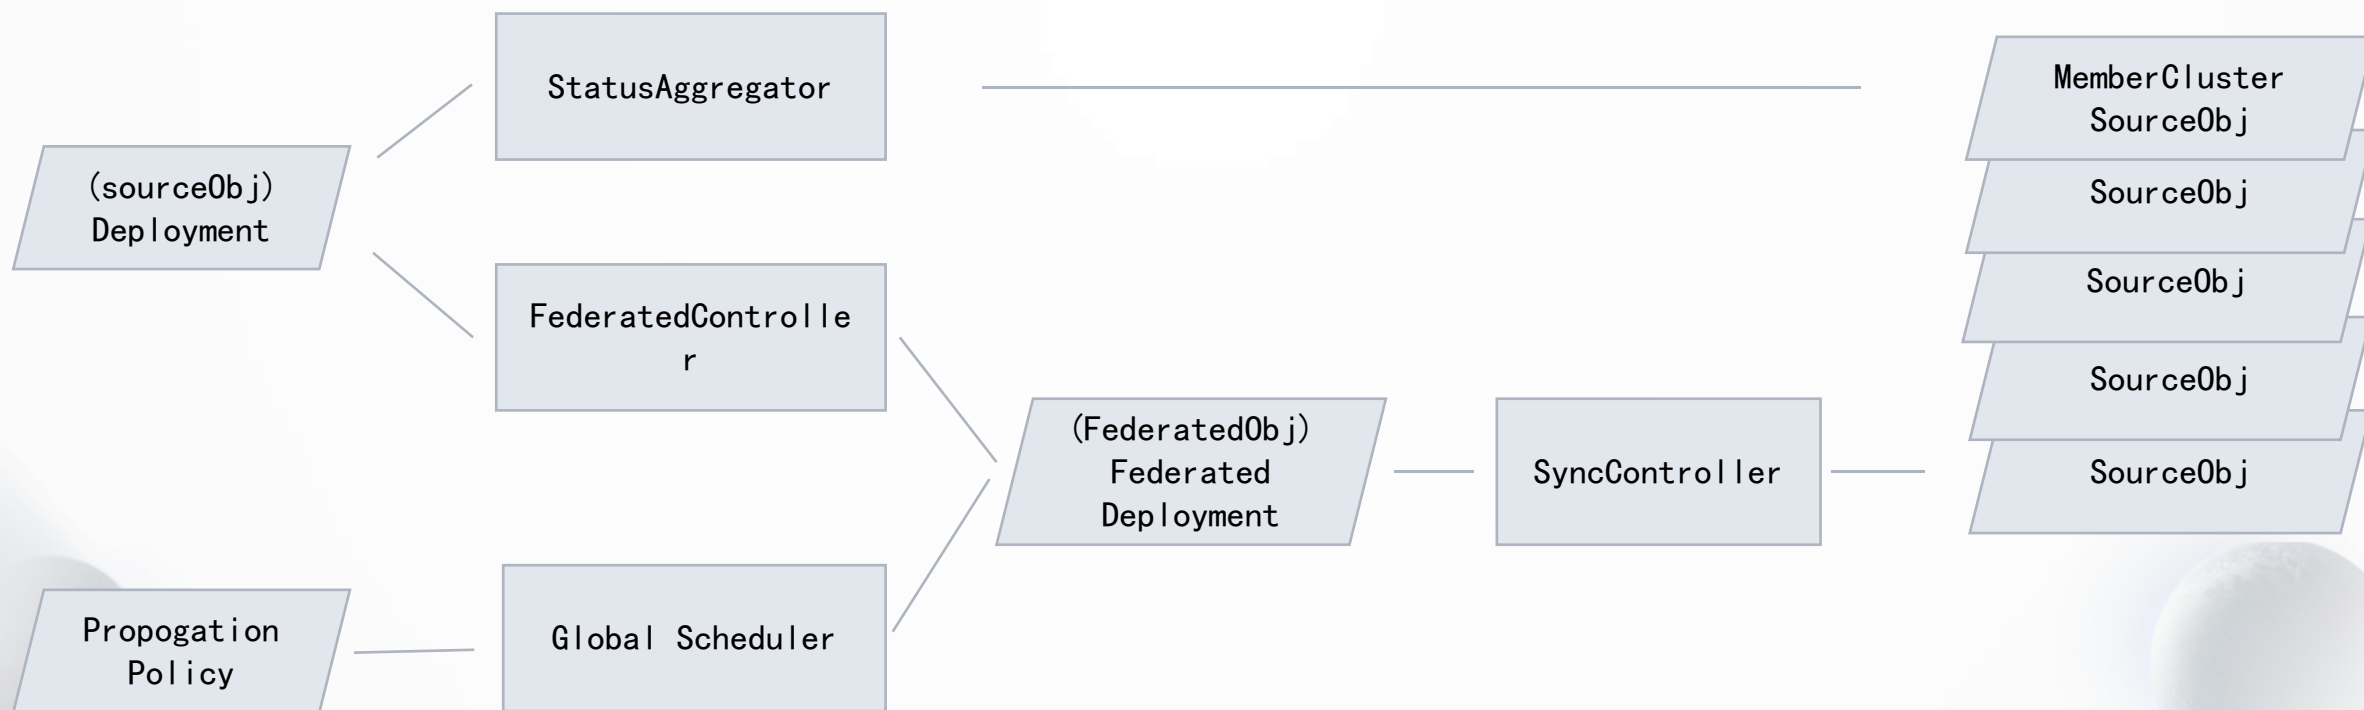 StatusAggregator
MemberCluster
SourceObj
(sourceObj)
Deployment
SourceObj
FederatedControlle
r
SourceObj
SourceObj
(FederatedObj)
Federated
Deployment
SyncController
SourceObj
Propogation
Policy
Global Scheduler